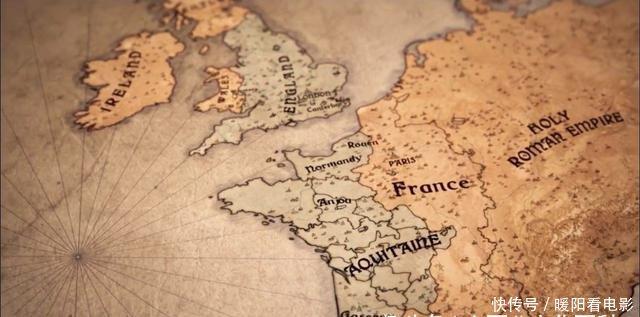 IRELAND
WALES
ENGLAND
London
Canterbury
Rouen
Normandy
PARIS
France
HOLY
ROMAN EMPIRE
Anjou
AQUITAINE
快传号 / 暖阳看电影